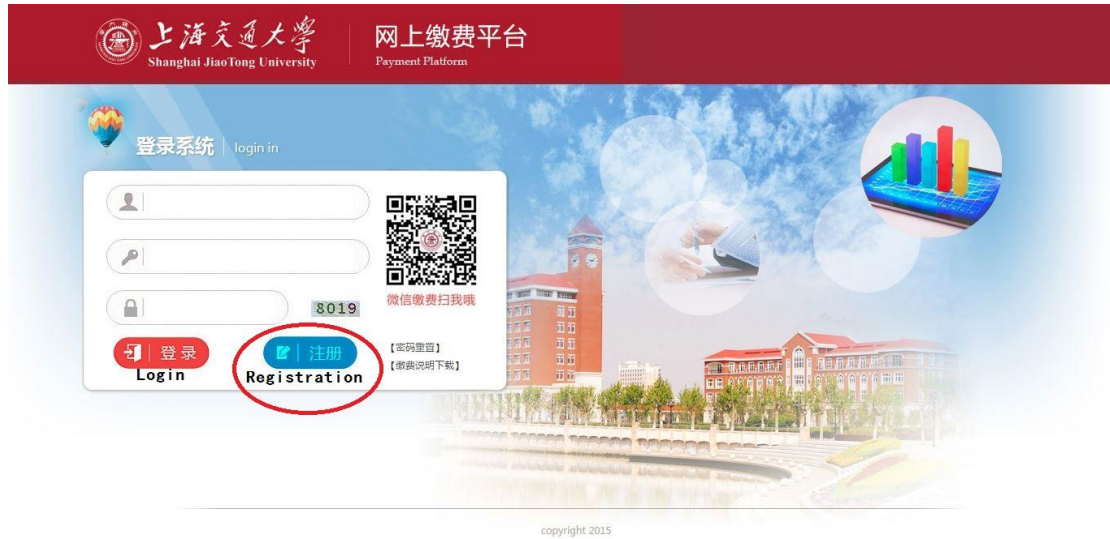 上海交通大學
Shanghai JiaoTong University
网上缴费平台
Payment Platform
登录系统 | login in
8019
微信缴费扫我哦
登录
注册
【密码重置】
【缴费说明下载】
Login
Registration
copyright 2015